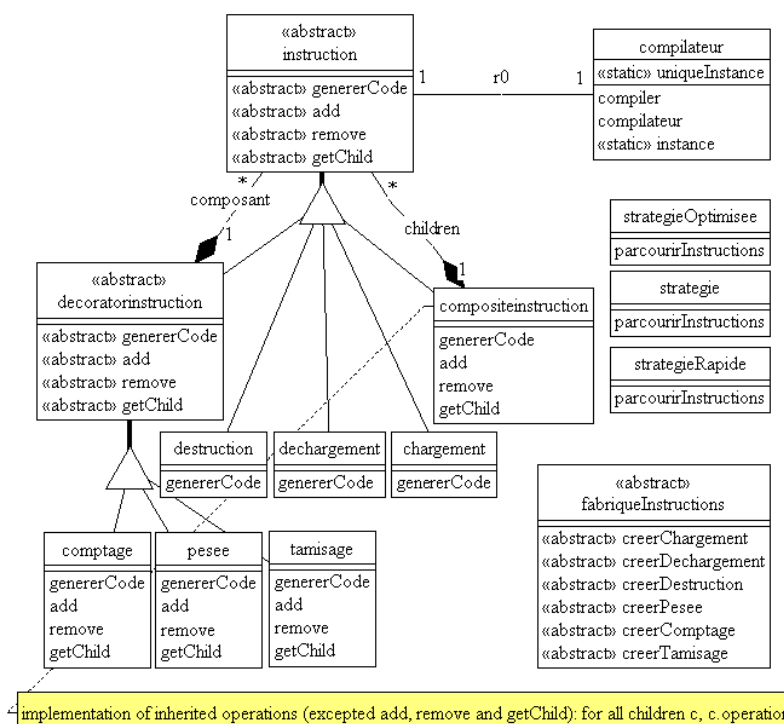 «abstract»
instruction
«abstract» genererCode
«abstract» add
«abstract» remove
«abstract» getChild
compilateur
«static» uniqueInstance
compiler
compilateur
«static» instance
1
r0
1
*
composant
1
*
children
1
«abstract»
decoratorinstruction
«abstract» genererCode
«abstract» add
«abstract» remove
«abstract» getChild
compositeinstruction
genererCode
add
remove
getChild
strategieOptimisee
parcourirInstructions
strategie
parcourirInstructions
strategieRapide
parcourirInstructions
destruction
genererCode
dechargement
genererCode
chargement
genererCode
«abstract»
fabriqueInstructions
«abstract» creerChargement
«abstract» creerDechargement
«abstract» creerDestruction
«abstract» creerPesee
«abstract» creerComptage
«abstract» creerTamisage
comptage
genererCode
add
remove
getChild
pesee
genererCode
add
remove
getChild
tamisage
genererCode
add
remove
getChild
implementation of inherited operations (excepted add, remove and getChild): for all children c, c.operatio